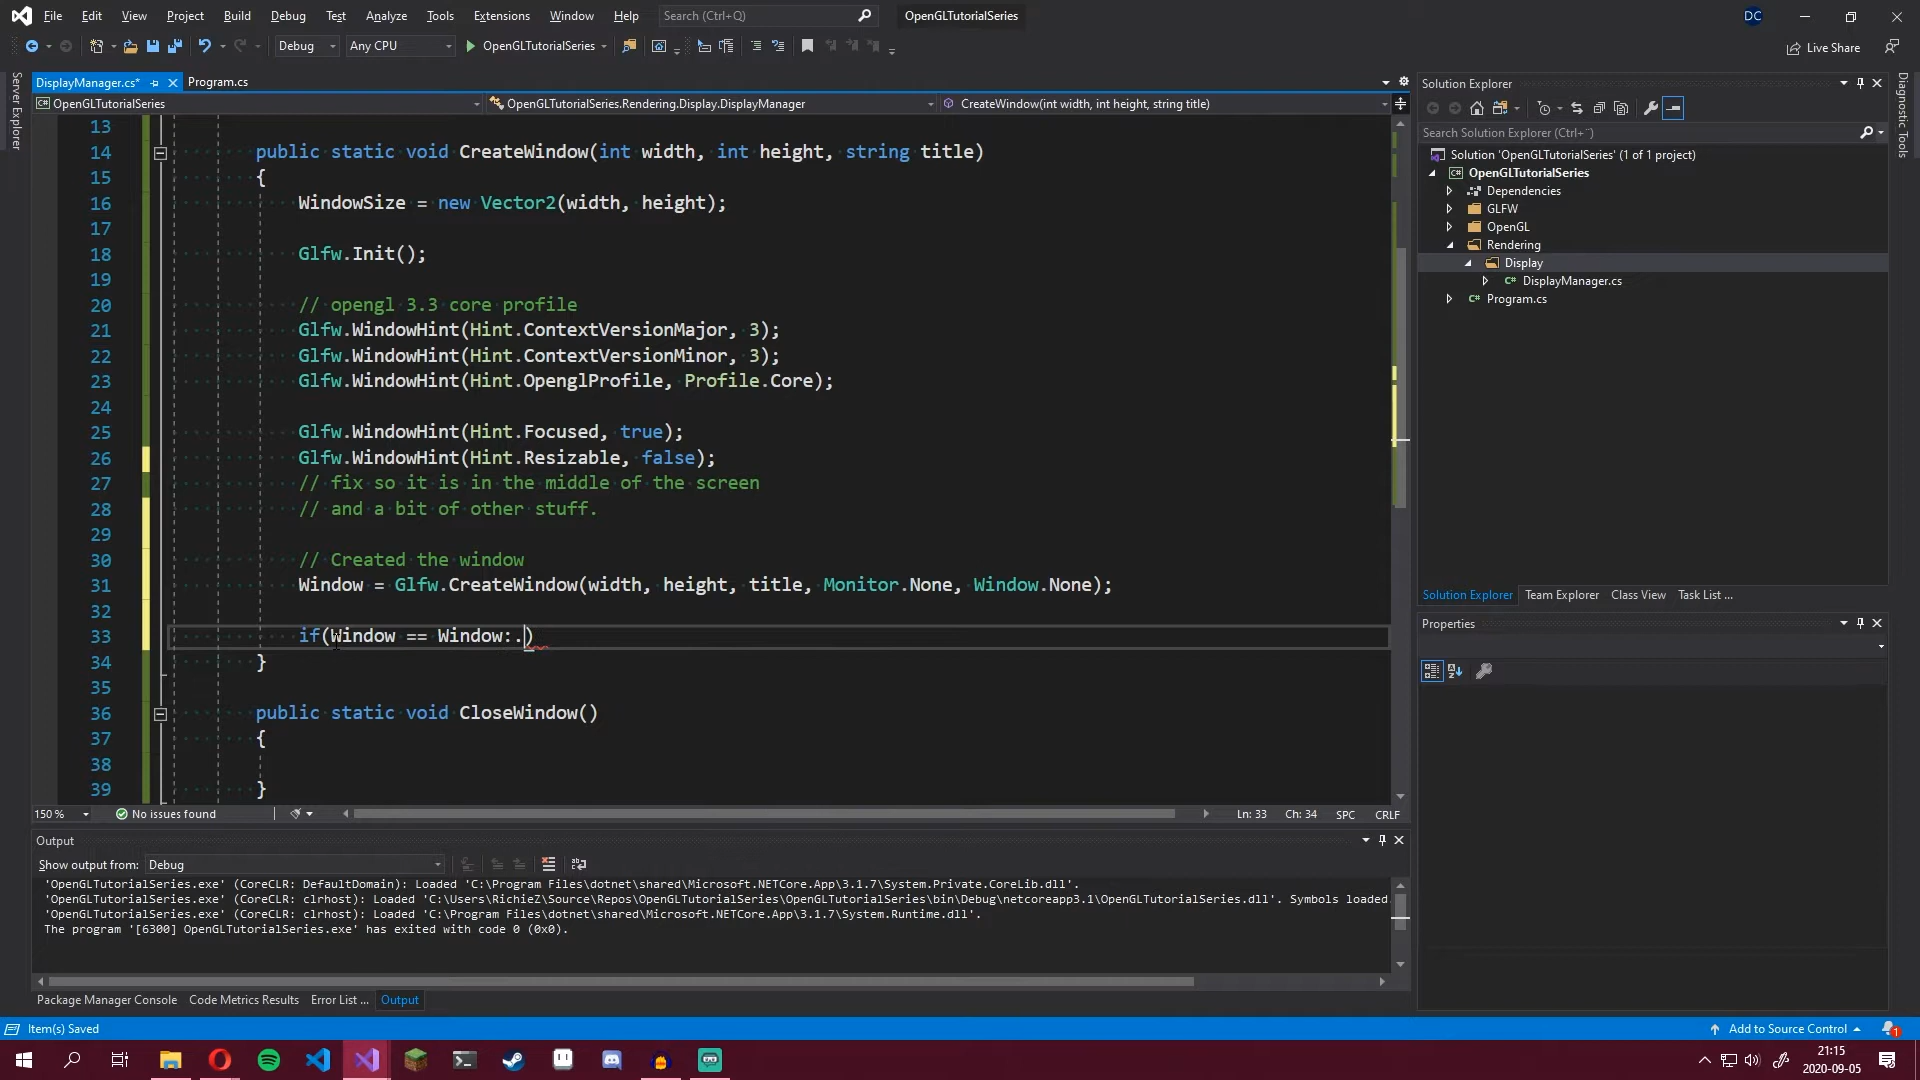 File Edit View Project Build Debug Test Analyze Tools Extensions Window Help Search (Ctrl+Q) OpenGLTutorialSeries DC
Debug Any CPU OpenGLTutorialSeries Live Share
Server Explorer
DisplayManager.cs* Program.cs
OpenGLTutorialSeries OpenGLTutorialSeries.Rendering.Display.DisplayManager CreateWindow(int width, int height, string title)
13
14 public static void CreateWindow(int width, int height, string title)
15 {
16 WindowSize = new Vector2(width, height);
17
18 Glfw.Init();
19
20 // opengl 3.3 core profile
21 Glfw.WindowHint(Hint.ContextVersionMajor, 3);
22 Glfw.WindowHint(Hint.ContextVersionMinor, 3);
23 Glfw.WindowHint(Hint.OpenglProfile, Profile.Core);
24
25 Glfw.WindowHint(Hint.Focused, true);
26 Glfw.WindowHint(Hint.Resizable, false);
27 // fix so it is in the middle of the screen
28 // and a bit of other stuff.
29
30 // Created the window
31 Window = Glfw.CreateWindow(width, height, title, Monitor.None, Window.None);
32
33 if(Window == Window:.)
34 }
35
36 public static void CloseWindow()
37 {
38
39 }
150 % No issues found Ln: 33 Ch: 34 SPC CRLF
Output
Show output from: Debug
'OpenGLTutorialSeries.exe' (CoreCLR: DefaultDomain): Loaded 'C:\Program Files\dotnet\shared\Microsoft.NETCore.App\3.1.7\System.Private.CoreLib.dll'.
'OpenGLTutorialSeries.exe' (CoreCLR: clrhost): Loaded 'C:\Users\RichieZ\Source\Repos\OpenGLTutorialSeries\OpenGLTutorialSeries\bin\Debug\netcoreapp3.1\OpenGLTutorialSeries.dll'. Symbols loaded.
'OpenGLTutorialSeries.exe' (CoreCLR: clrhost): Loaded 'C:\Program Files\dotnet\shared\Microsoft.NETCore.App\3.1.7\System.Runtime.dll'.
The program '[6300] OpenGLTutorialSeries.exe' has exited with code 0 (0x0).
Package Manager Console Code Metrics Results Error List ... Output
Solution Explorer
Search Solution Explorer (Ctrl+¨)
Solution 'OpenGLTutorialSeries' (1 of 1 project)
OpenGLTutorialSeries
Dependencies
GLFW
OpenGL
Rendering
Display
DisplayManager.cs
Program.cs
Solution Explorer Team Explorer Class View Task List ...
Properties
Diagnostic Tools
Item(s) Saved Add to Source Control 1
21:15
2020-09-05